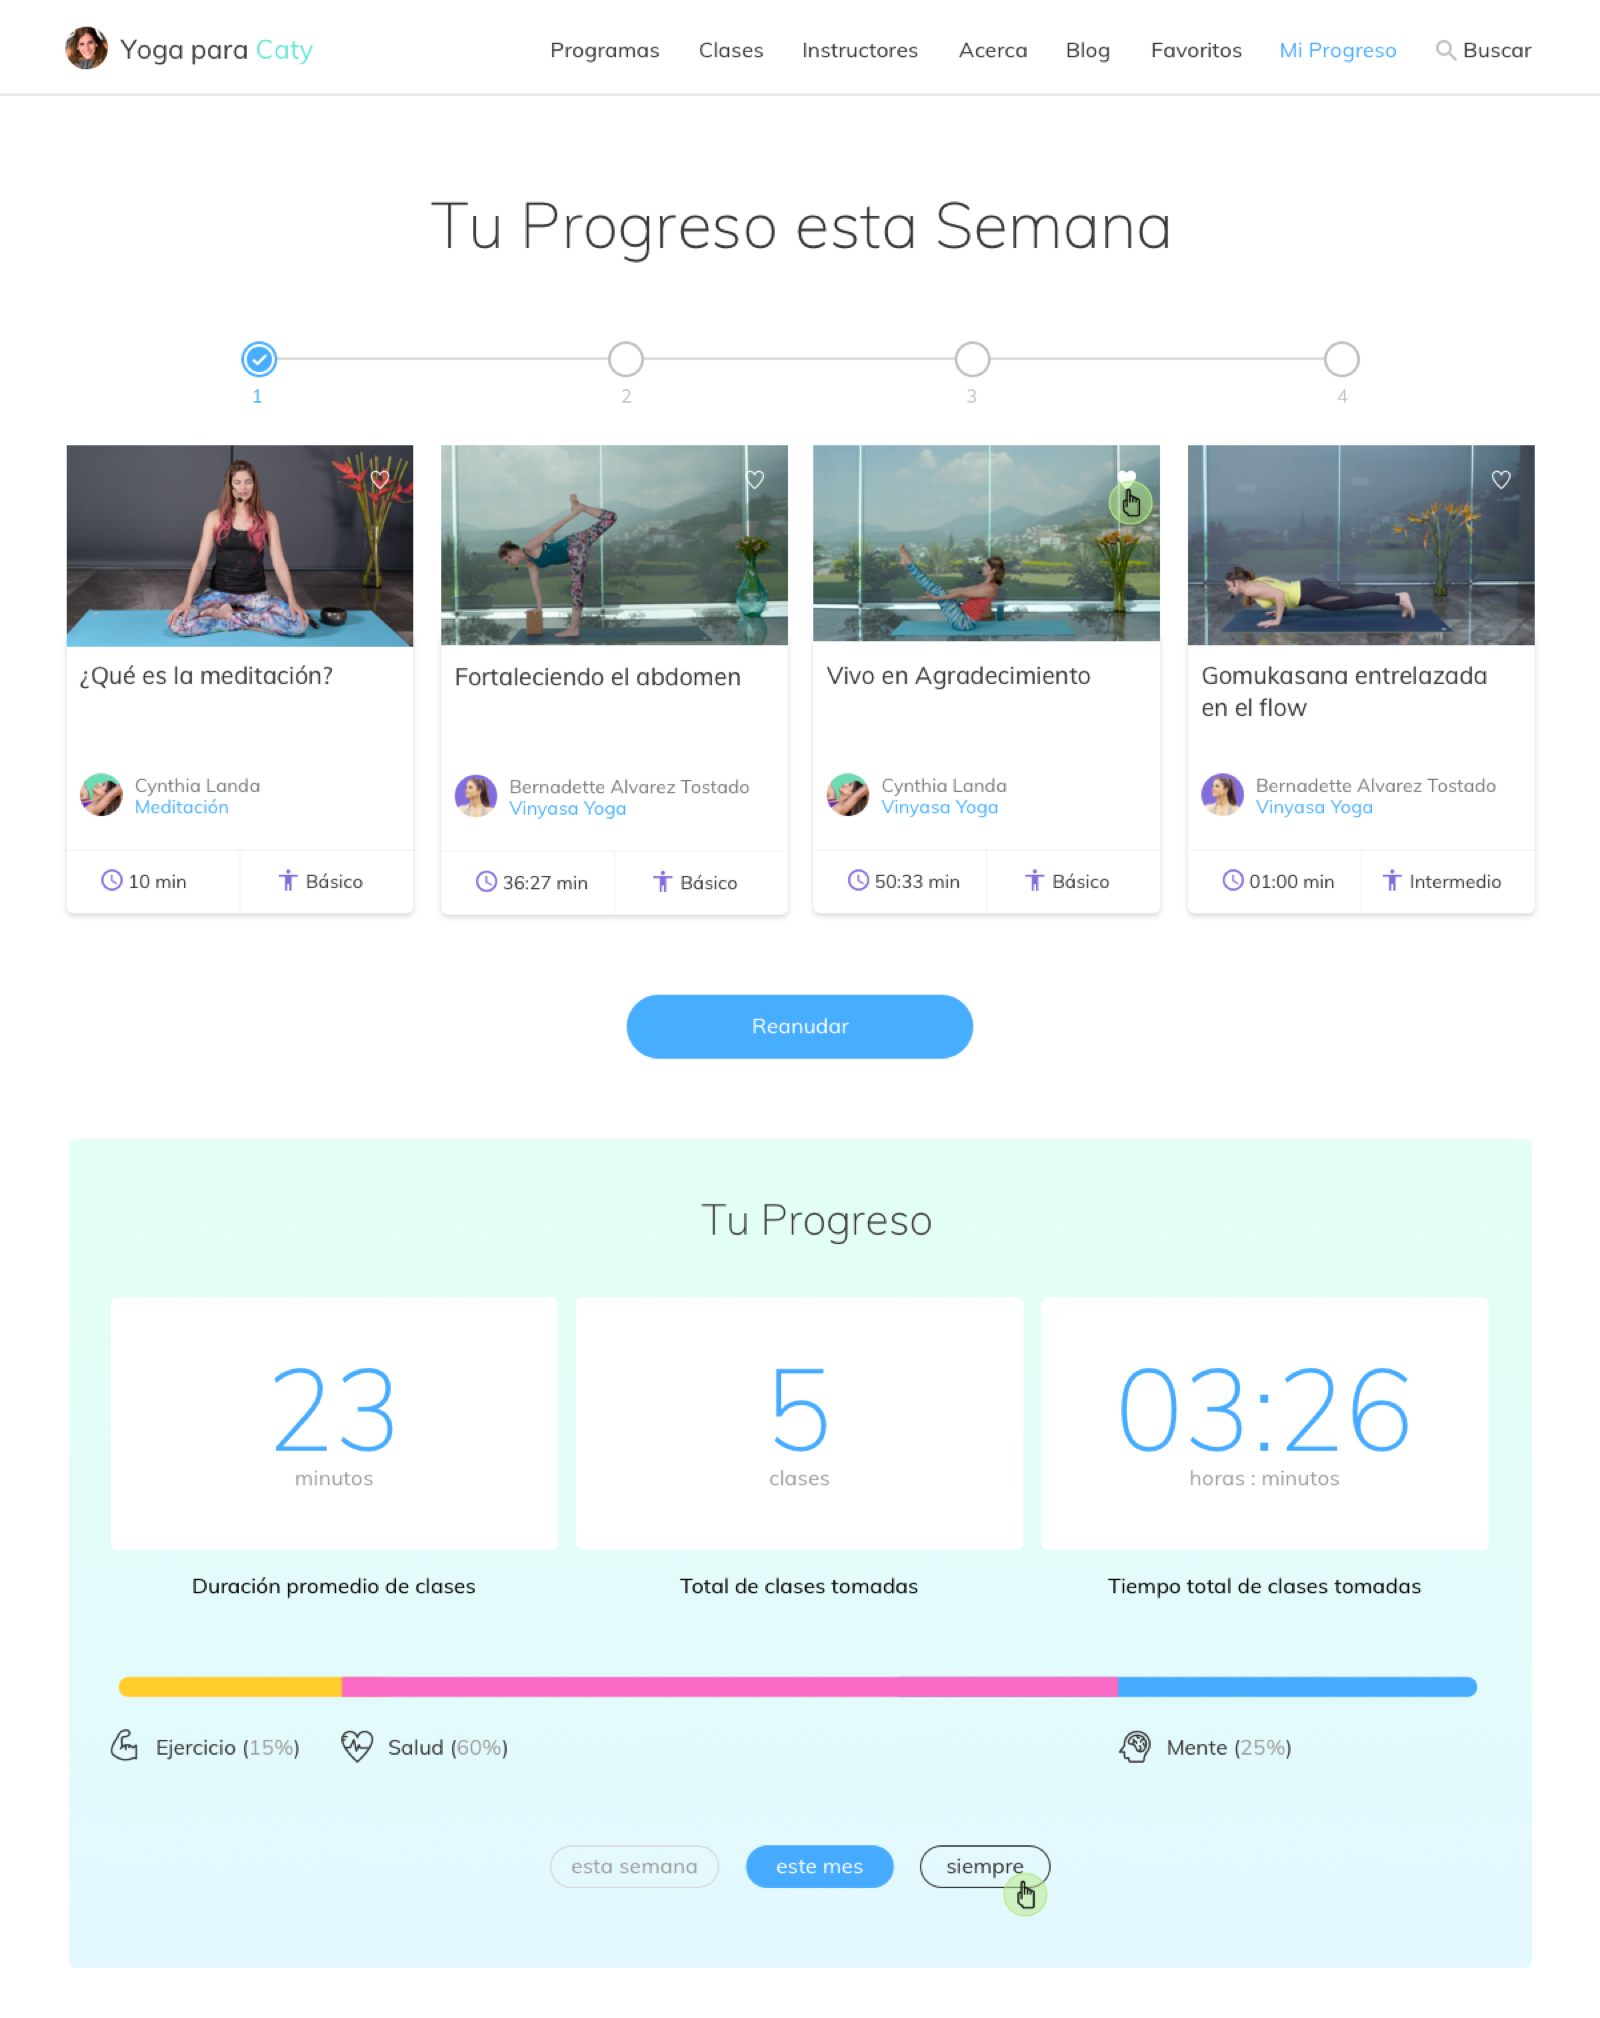 Yoga para Caty
Programas
Clases
Instructores
Acerca
Blog
Favoritos
Mi Progreso
Buscar
Tu Progreso esta Semana
1
2
3
4
¿Qué es la meditación?
Cynthia Landa
Meditación
10 min
Básico
Fortaleciendo el abdomen
Bernadette Alvarez Tostado
Vinyasa Yoga
36:27 min
Básico
Vivo en Agradecimiento
Cynthia Landa
Vinyasa Yoga
50:33 min
Básico
Gomukasana entrelazada
en el flow
Bernadette Alvarez Tostado
Vinyasa Yoga
01:00 min
Intermedio
Reanudar
Tu Progreso
23
minutos
Duración promedio de clases
5
clases
Total de clases tomadas
03:26
horas : minutos
Tiempo total de clases tomadas
Ejercicio (15%)
Salud (60%)
Mente (25%)
esta semana
este mes
siempre